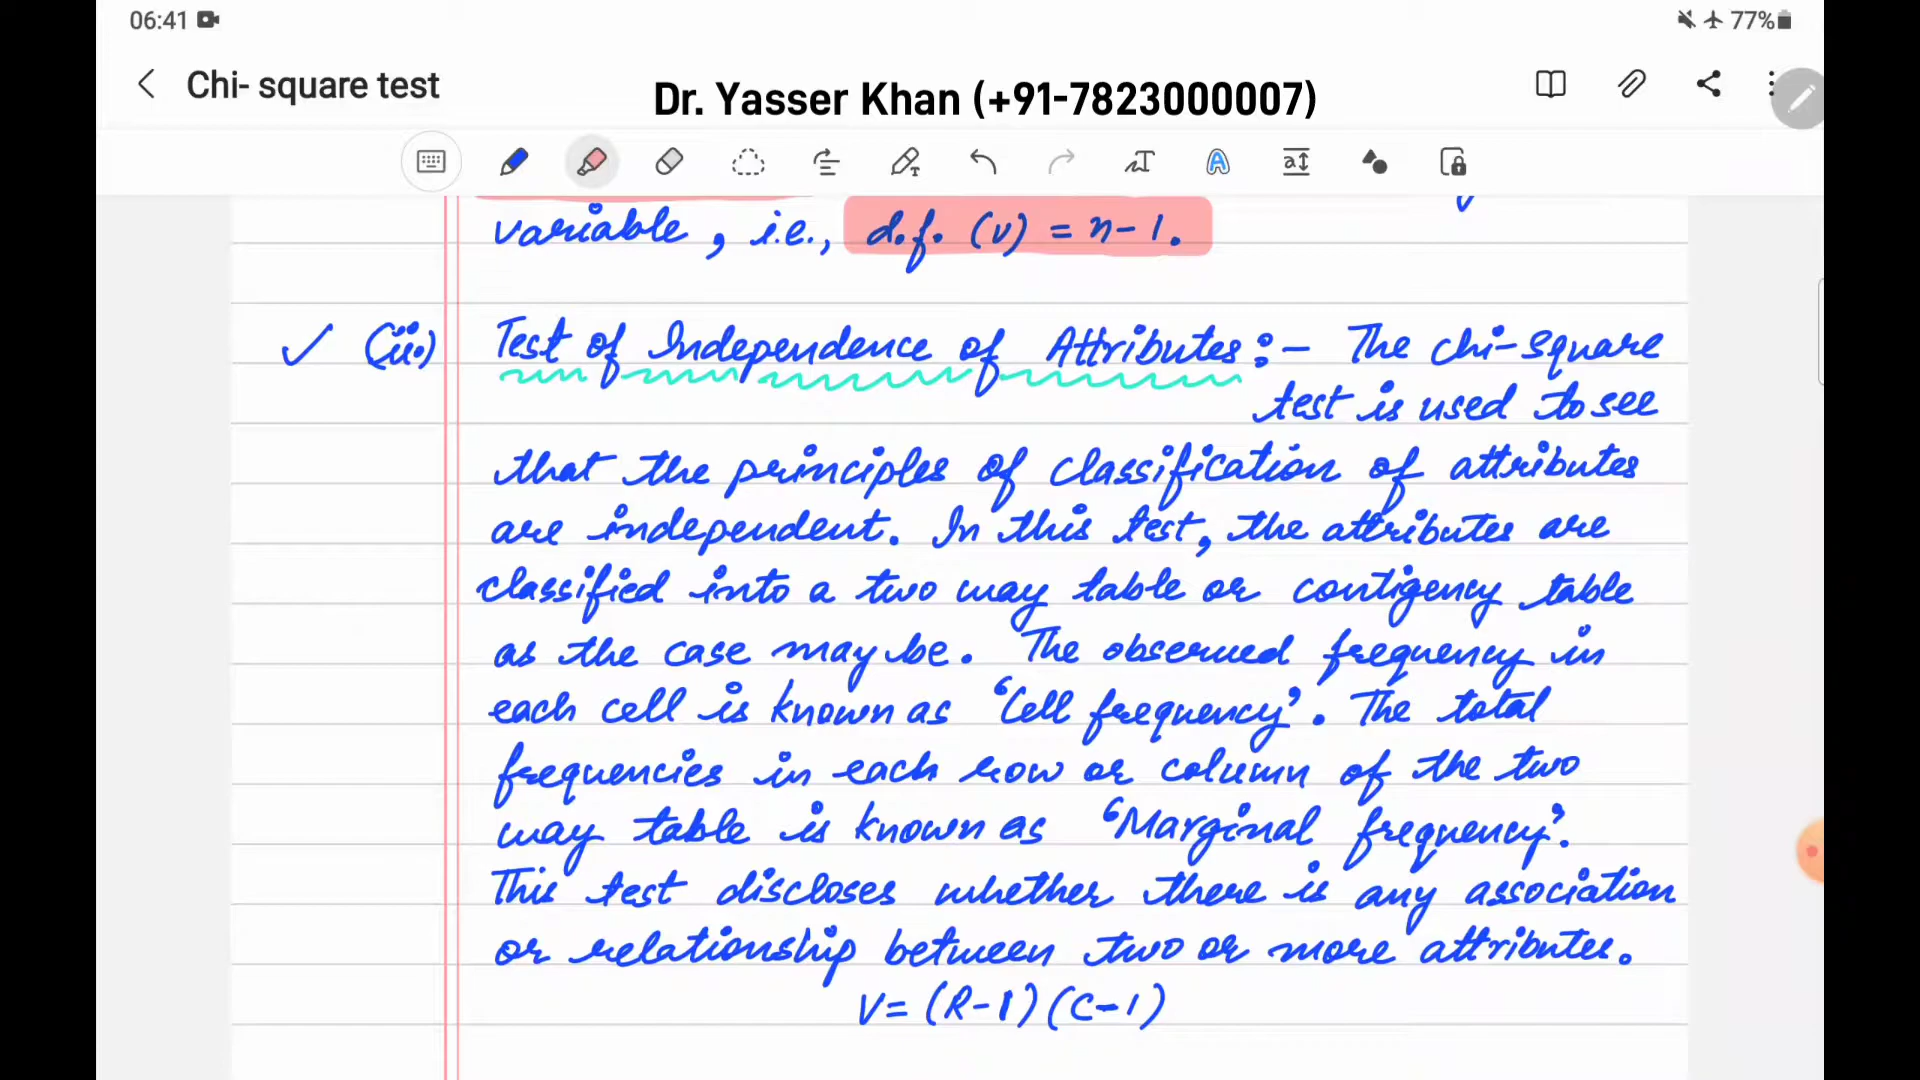 06:41
77%
Chi- square test
Dr. Yasser Khan (+91-7823000007)
variable, i.e., d.f. (v) = n-1.
✓ (ii.) Test of Independence of Attributes:- The chi-square
test is used to see
that the principles of classification of attributes
are independent. In this test, the attributes are
classified into a two way table or contigency table
as the case may be. The observed frequency in
each cell is known as 'Cell frequency'. The total
frequencies in each row or column of the two
way table is known as 'Marginal frequency'.
This test discloses whether there is any association
or relationship between two or more attributes.
V= (R-1) (C-1)